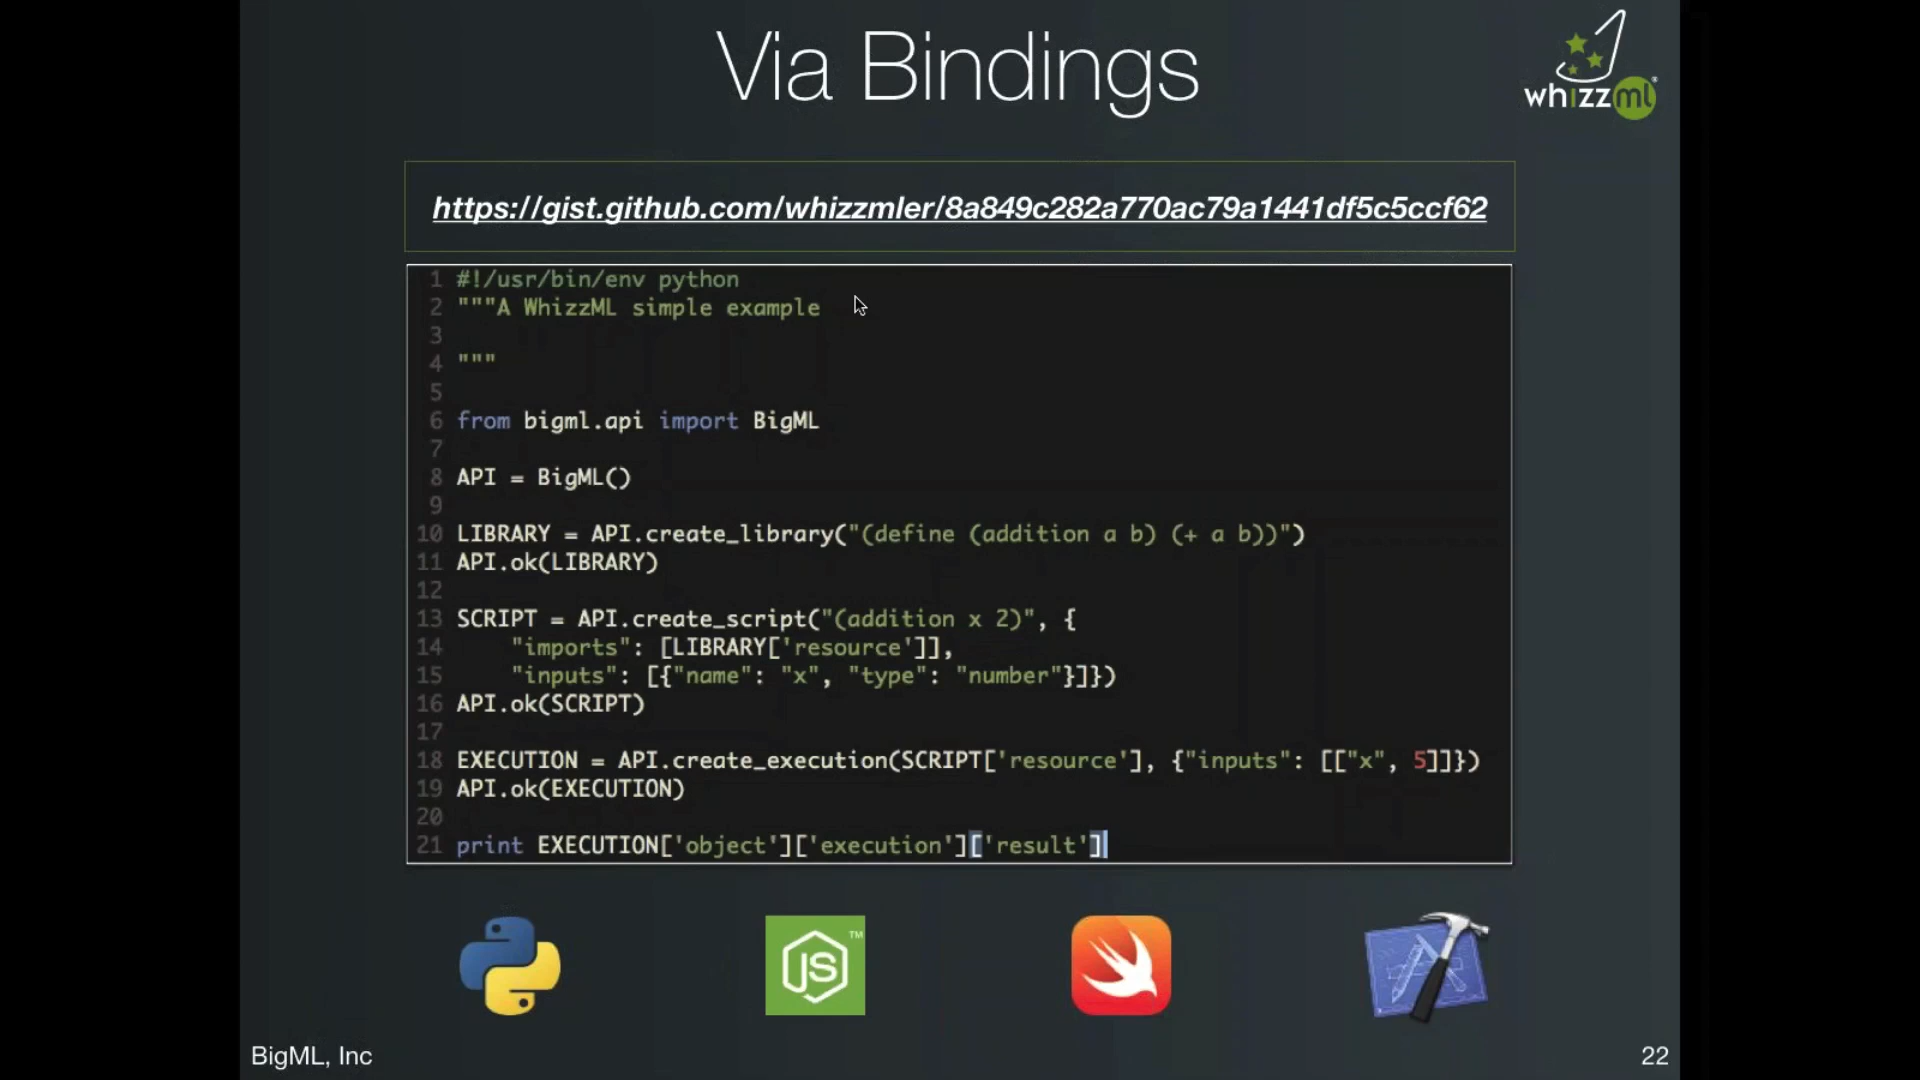 Via Bindings
whizzml
https://gist.github.com/whizzmler/8a849c282a770ac79a1441df5c5ccf62
1 #!/usr/bin/env python
2 """A WhizzML simple example
3
4 """
5
6 from bigml.api import BigML
7
8 API = BigML()
9
10 LIBRARY = API.create_library("(define (addition a b) (+ a b))")
11 API.ok(LIBRARY)
12
13 SCRIPT = API.create_script("(addition x 2)", {
14     "imports": [LIBRARY['resource']],
15     "inputs": [{"name": "x", "type": "number"}]})
16 API.ok(SCRIPT)
17
18 EXECUTION = API.create_execution(SCRIPT['resource'], {"inputs": [["x", 5]]})
19 API.ok(EXECUTION)
20
21 print EXECUTION['object']['execution']['result']
JS TM
BigML, Inc
22